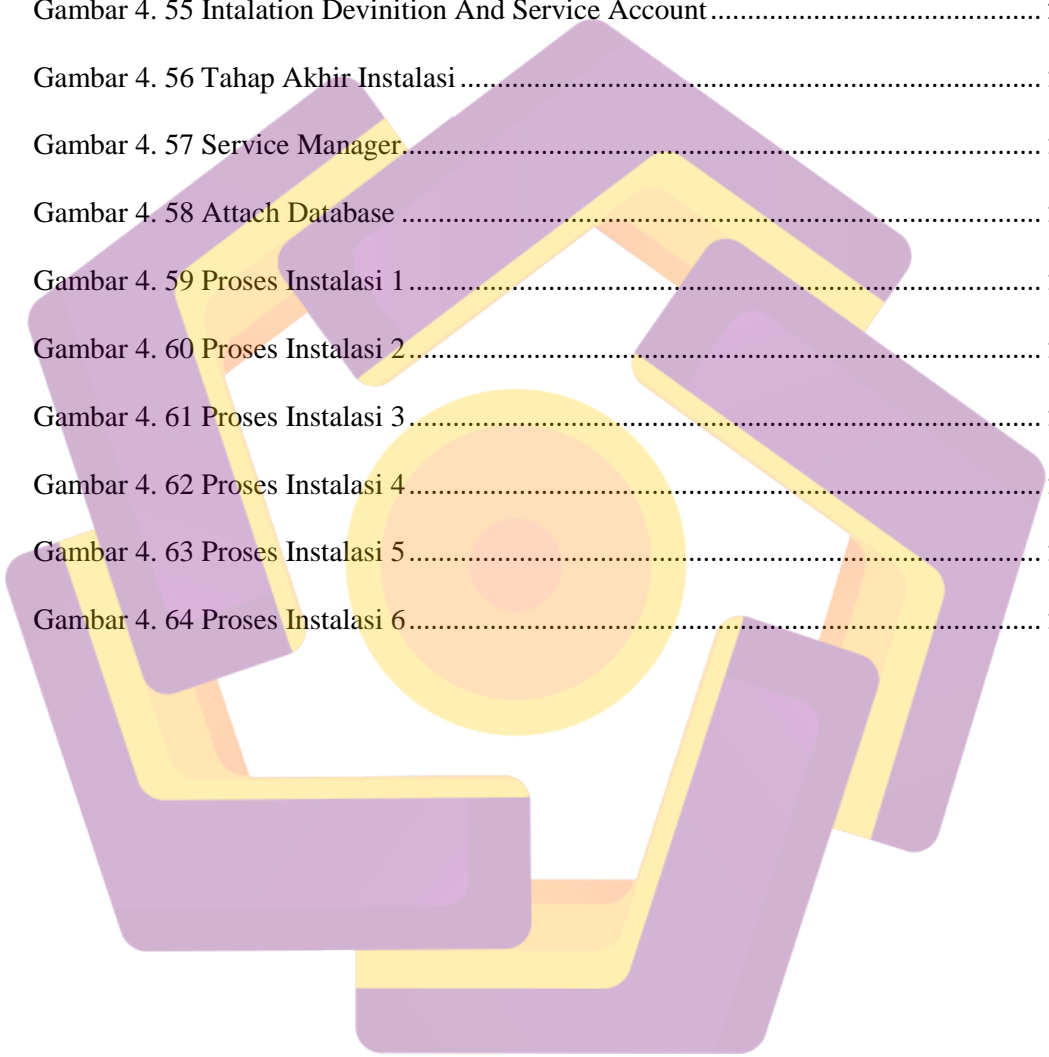 Gambar 4. 55 Intalation Devinition And Service Account........................................
Gambar 4. 56 Tahap Akhir Instalasi........................................
Gambar 4. 57 Service Manager........................................
Gambar 4. 58 Attach Database........................................
Gambar 4. 59 Proses Instalasi 1........................................
Gambar 4. 60 Proses Instalasi 2........................................
Gambar 4. 61 Proses Instalasi 3........................................
Gambar 4. 62 Proses Instalasi 4........................................
Gambar 4. 63 Proses Instalasi 5........................................
Gambar 4. 64 Proses Instalasi 6........................................